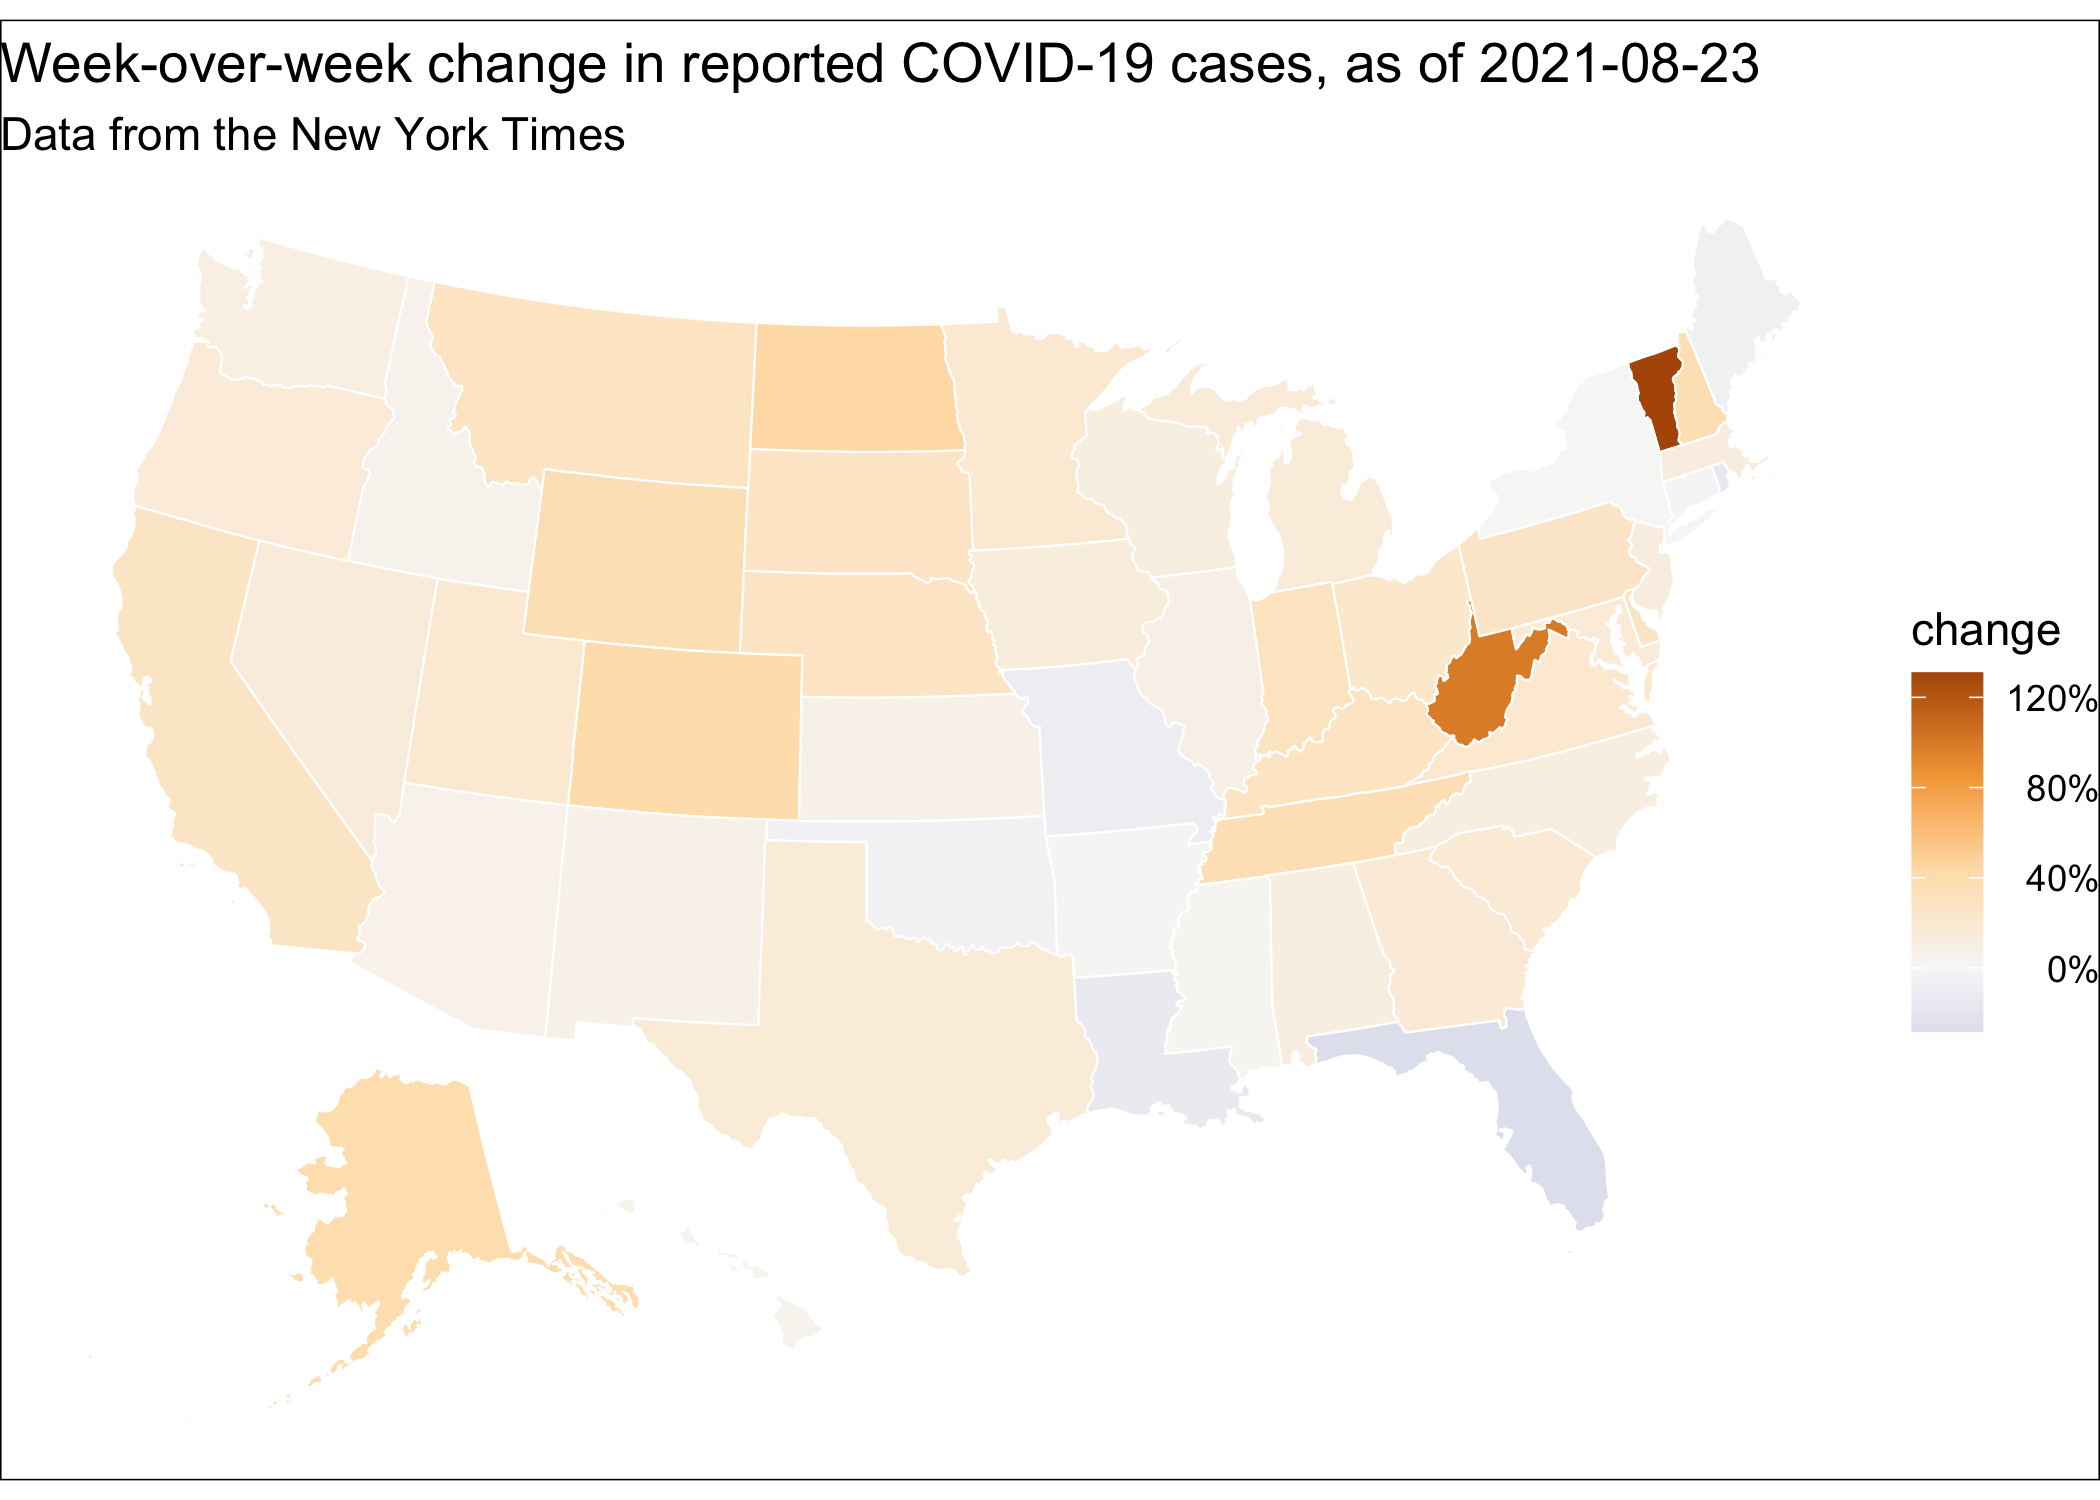 Week-over-week change in reported COVID-19 cases, as of 2021-08-23
Data from the New York Times
change
120%
80%
40%
0%